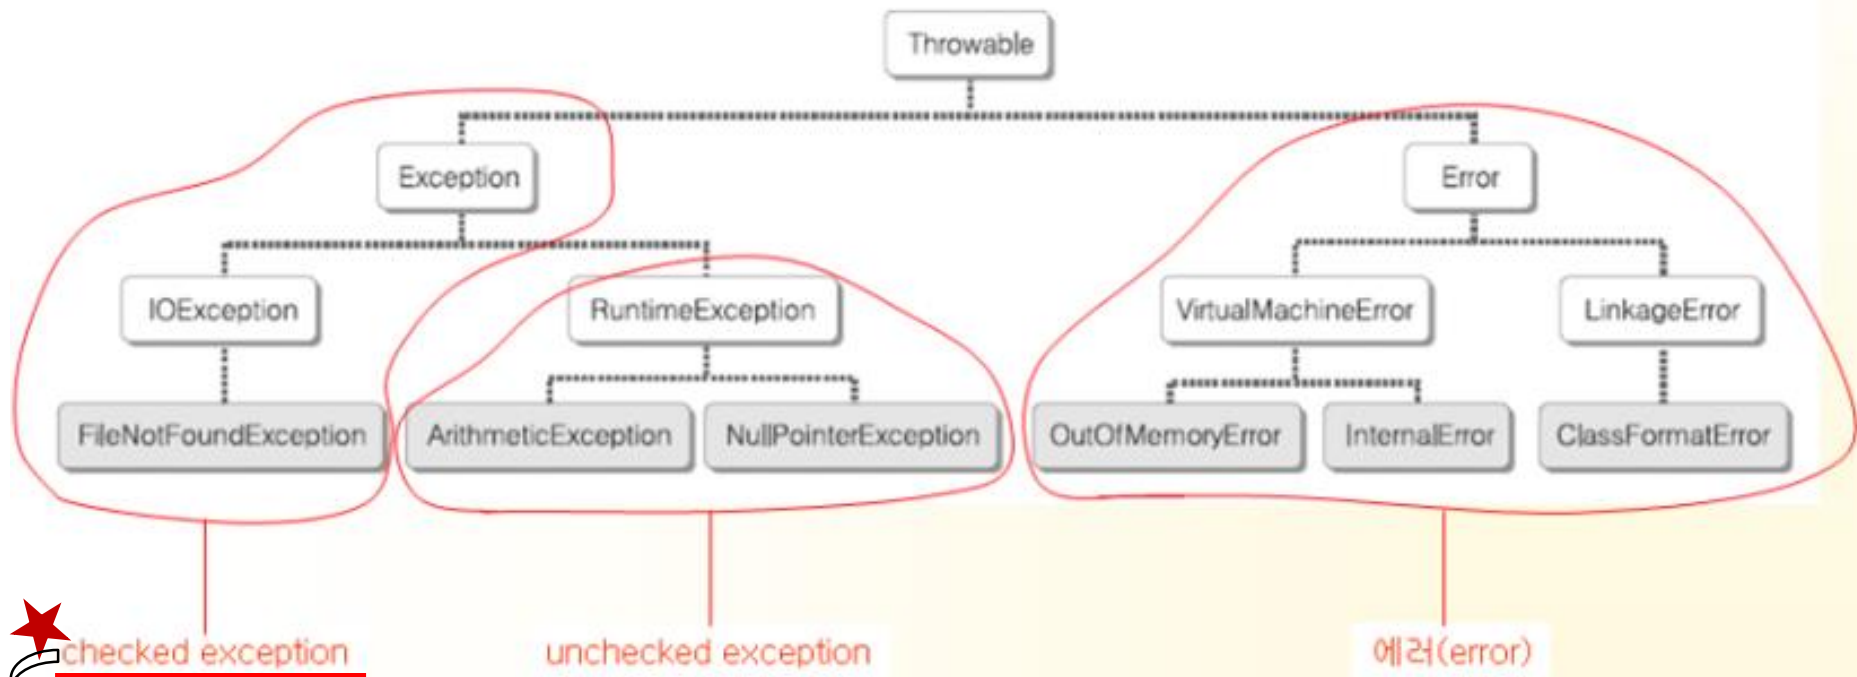 Throwable
Exception
Error
IOException
RuntimeException
VirtualMachineError
LinkageError
FileNotFoundException
ArithmeticException
NullPointerException
OutOfMemoryError
InternalError
ClassFormatError
checked exception
unchecked exception
에러(error)